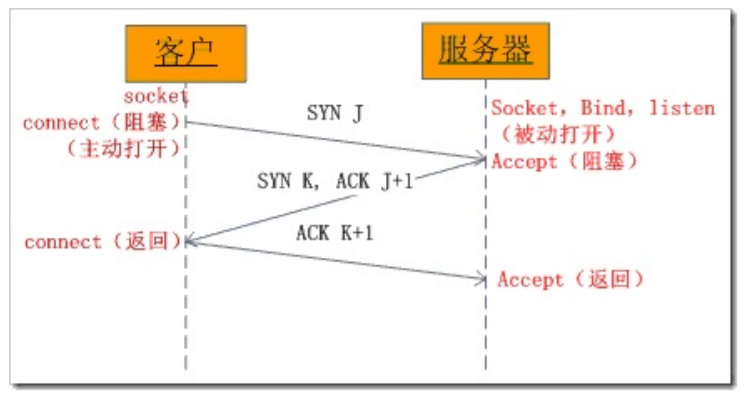 客户
服务器
socket
connect（阻塞）
（主动打开）
SYN J
Socket，Bind，listen
（被动打开）
Accept（阻塞）
SYN K, ACK J+1
connect（返回）
ACK K+1
Accept（返回）